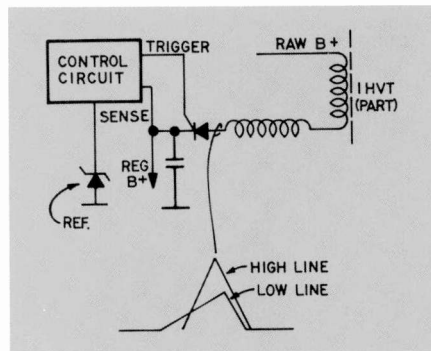 TRIGGER
RAW B+
CONTROL
CIRCUIT
IHVT
(PART)
SENSE
REG
B+
REF.
HIGH LINE
LOW LINE